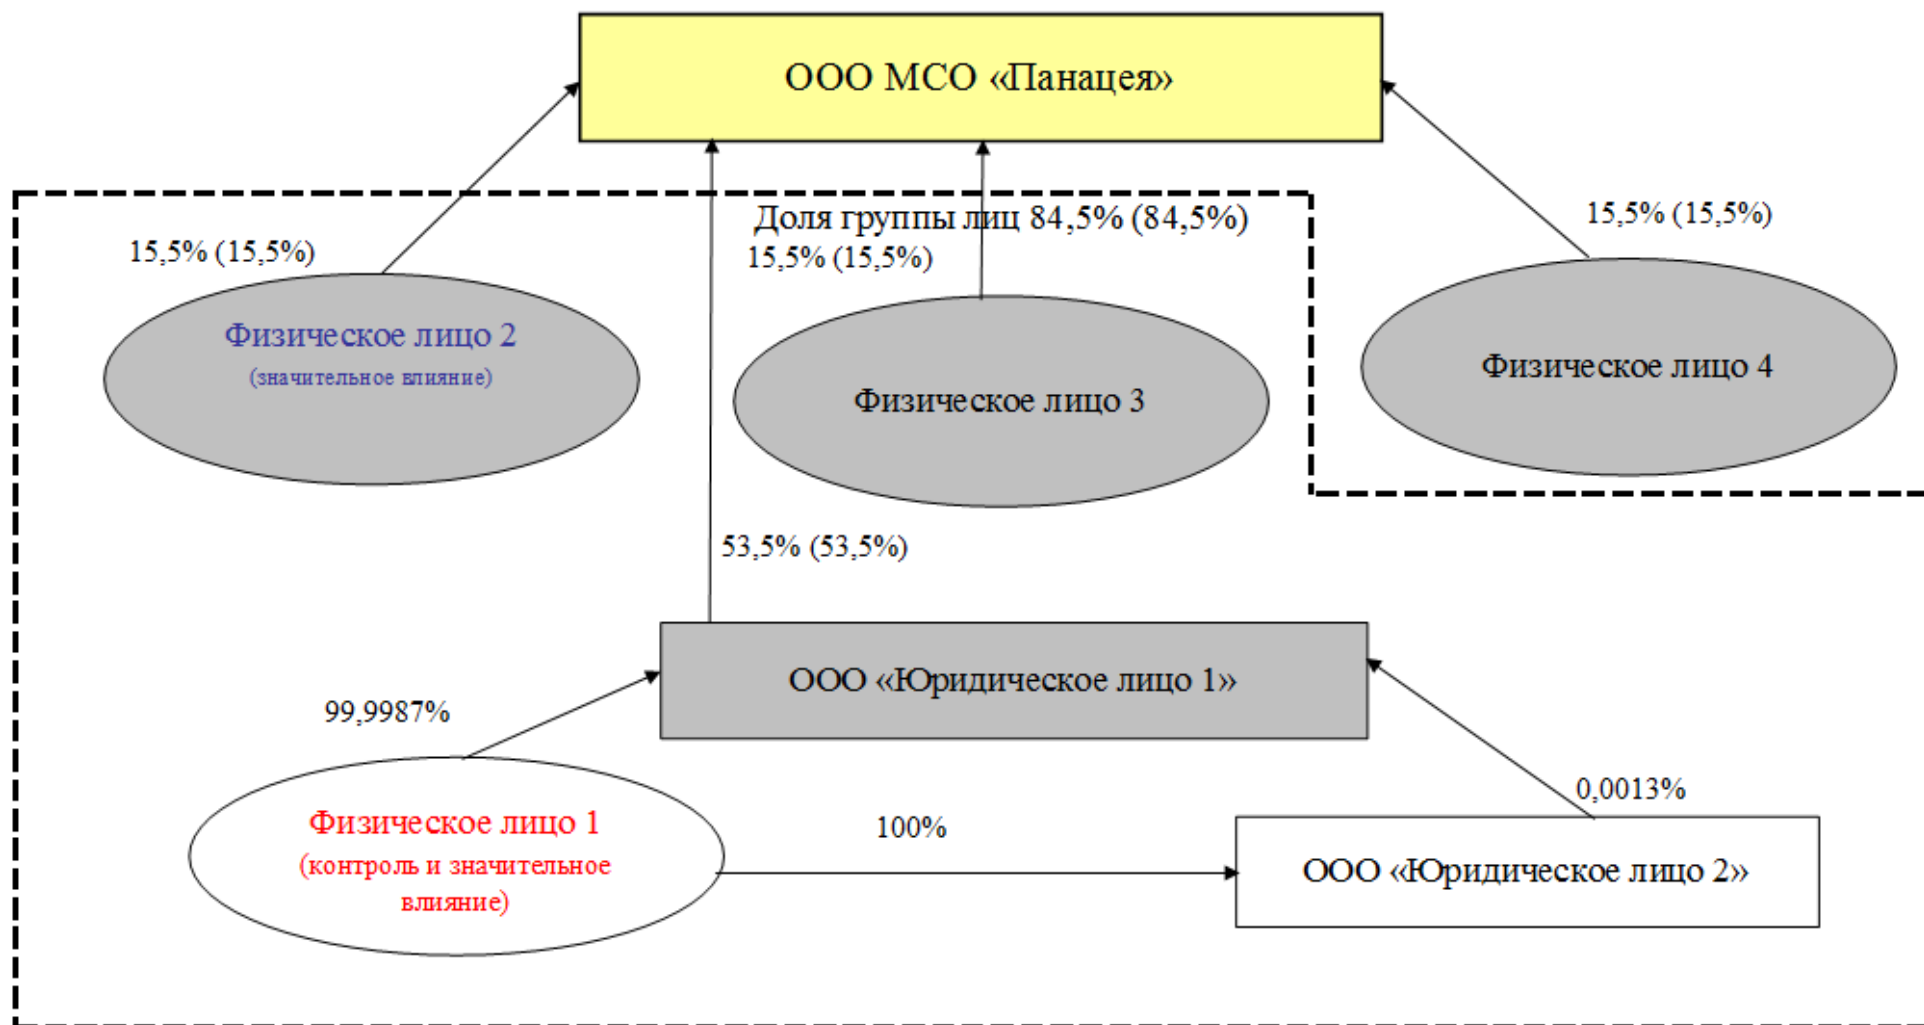 ООО МСО «Панацея»
Доля группы лиц 84,5% (84,5%)
15,5% (15,5%)
15,5% (15,5%)
15,5% (15,5%)
Физическое лицо 2
(значительное влияние)
Физическое лицо 3
Физическое лицо 4
53,5% (53,5%)
ООО «Юридическое лицо 1»
99,9987%
0,0013%
Физическое лицо 1
(контроль и значительное
влияние)
100%
ООО «Юридическое лицо 2»